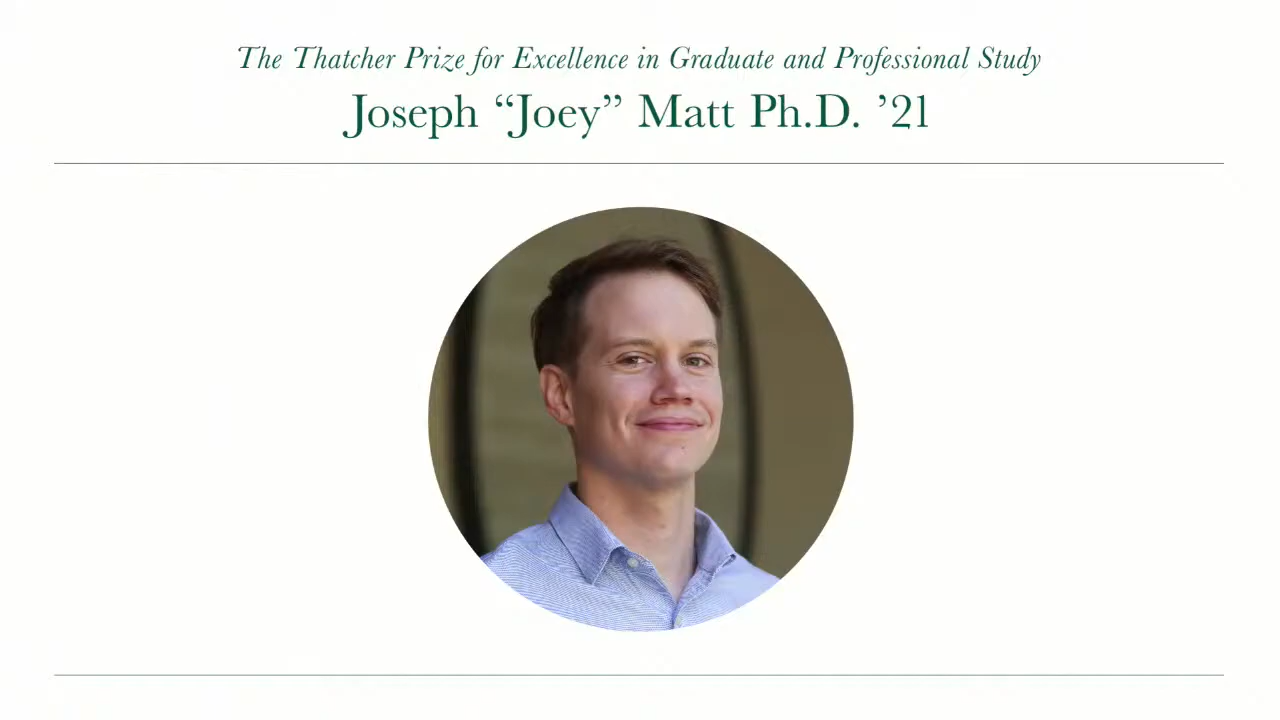 The Thatcher Prize for Excellence in Graduate and Professional Study
Joseph “Joey” Matt Ph.D. ’21